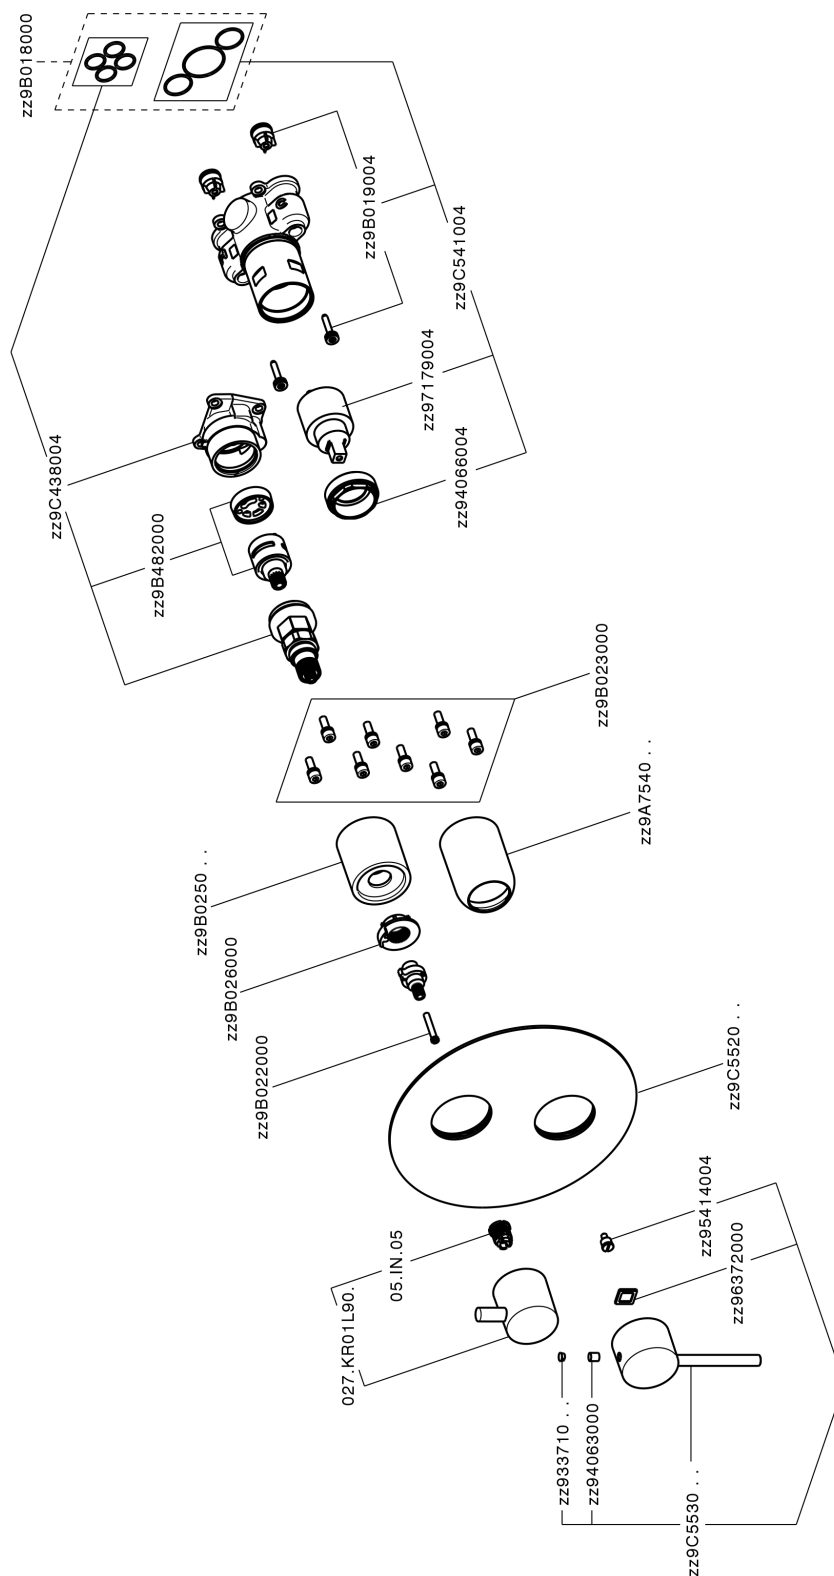 zz9B018000
zz9B019004
zz9C541004
zz97179004
zz94066004
zz9C438004
zz9B482000
zz9B023000
zz9A7540 . .
zz9B0250 . .
zz9B026000
zz9B022000
zz9C5520 . .
zz95414004
zz96372000
05.IN.05
027.KR01L90.
zz933710 . .
zz94063000
zz9C5530 . .